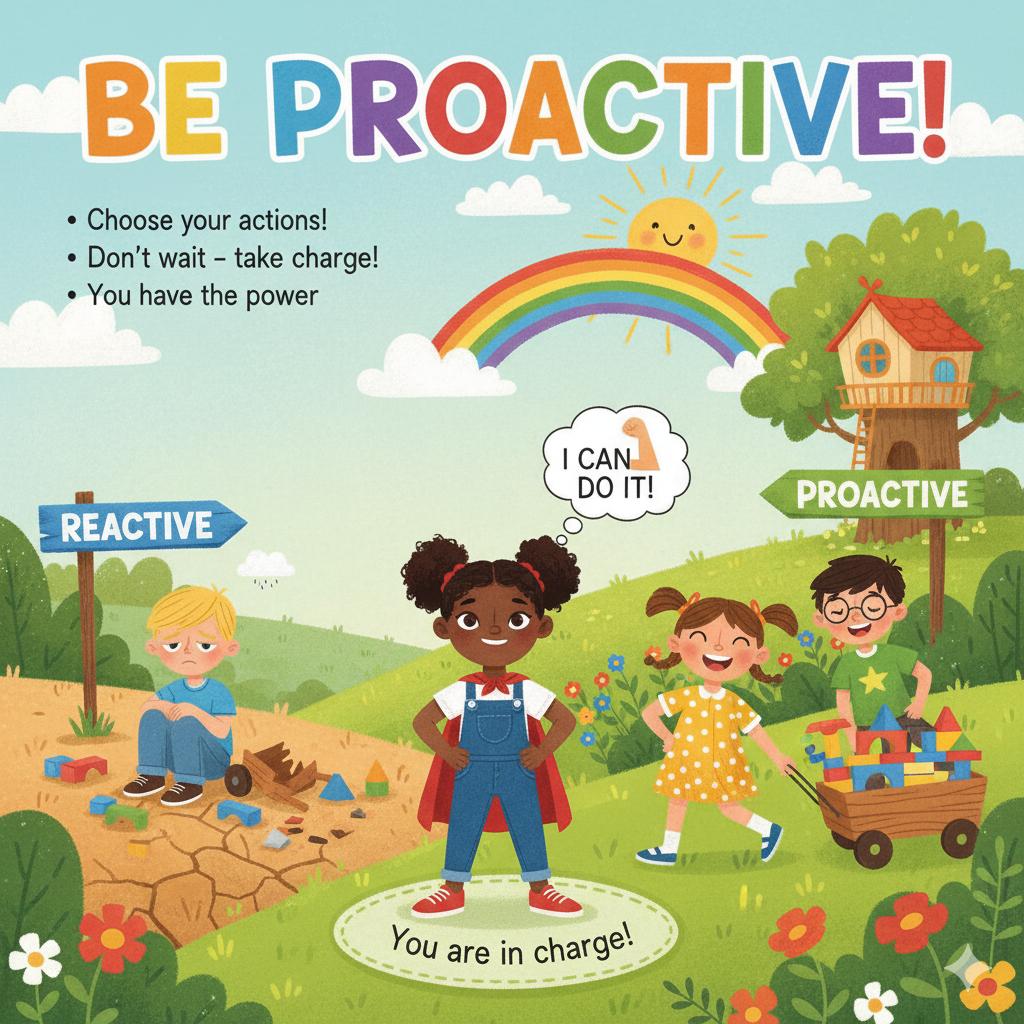 BE PROACTIVE!
• Choose your actions!
• Don't wait – take charge!
• You have the power
I CAN
DO IT!
PROACTIVE
REACTIVE
You are in charge!